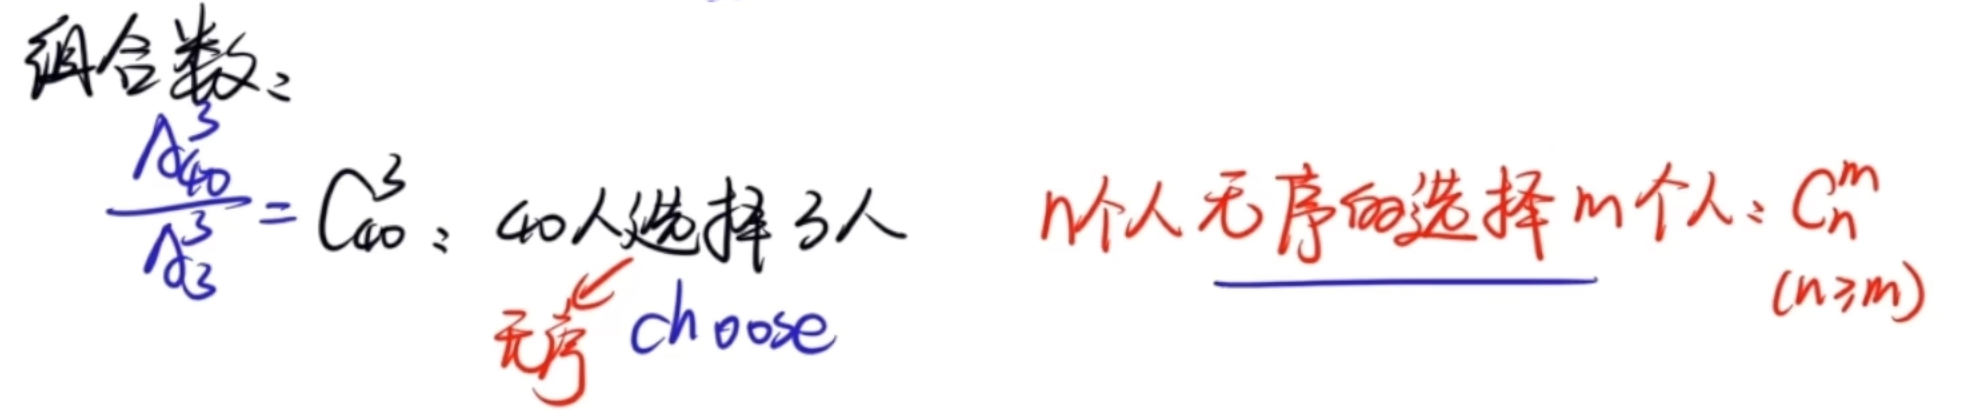 组合数：
A³₄₀/A³₃ = C³₄₀：40人选择3人
无序 choose
n个人无序的选择m个人：Cᵐₙ
(n≥m)